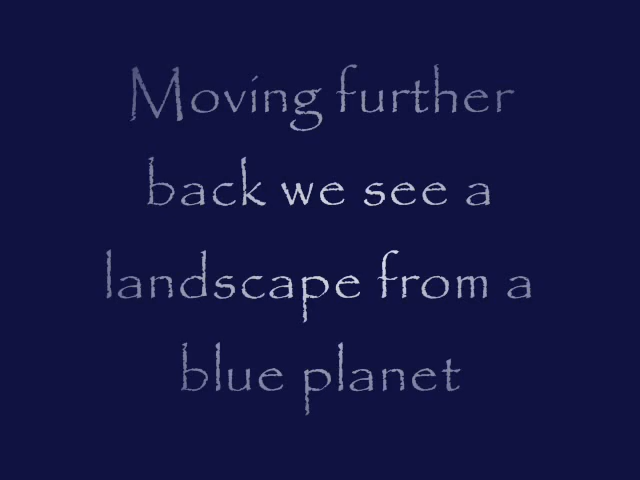 Moving further
back we see a
landscape from a
blue planet